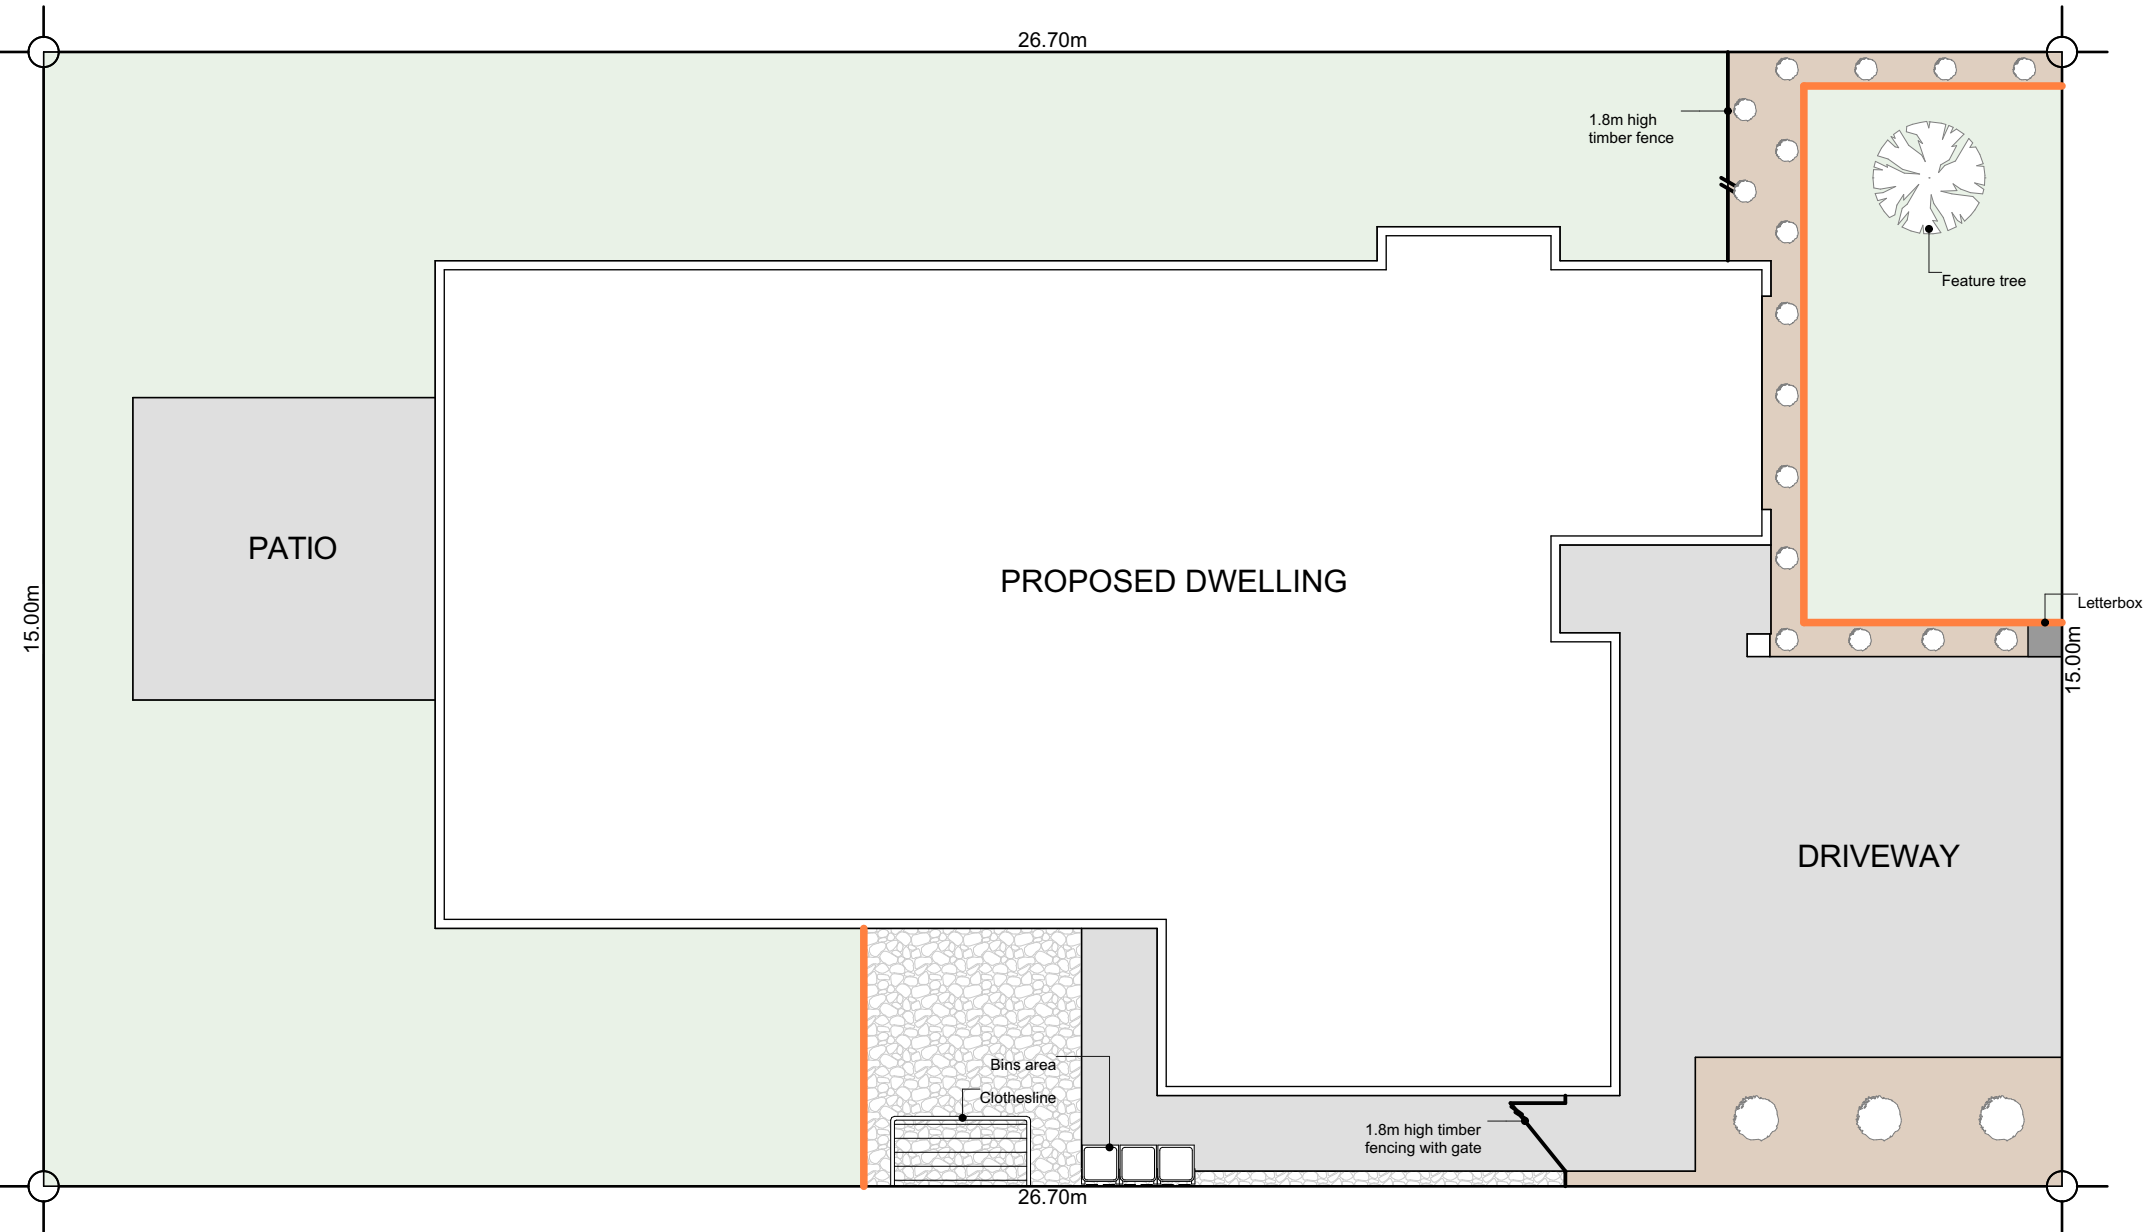 26.70m
1.8m high
timber fence
Feature tree
PATIO
PROPOSED DWELLING
15.00m
Letterbox
15.00m
DRIVEWAY
Bins area
Clothesline
1.8m high timber
fencing with gate
26.70m